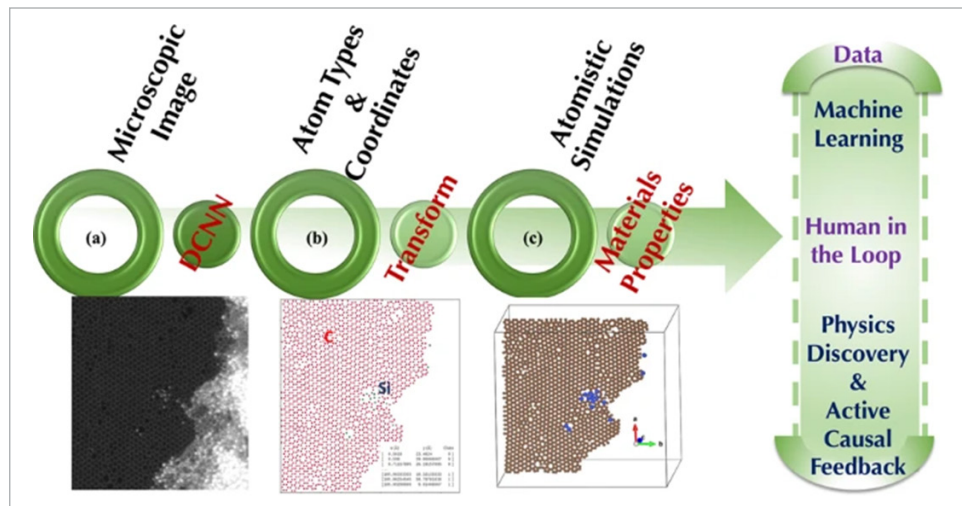 Microscopic
Image
(a)
DCNN
Atom Types
&
Coordinates
(b)
Transform
Atomistic
Simulations
(c)
Materials
Properties
Data
Machine
Learning
Human in
the Loop
Physics
Discovery
&
Active
Causal
Feedback
C
Si
a
b